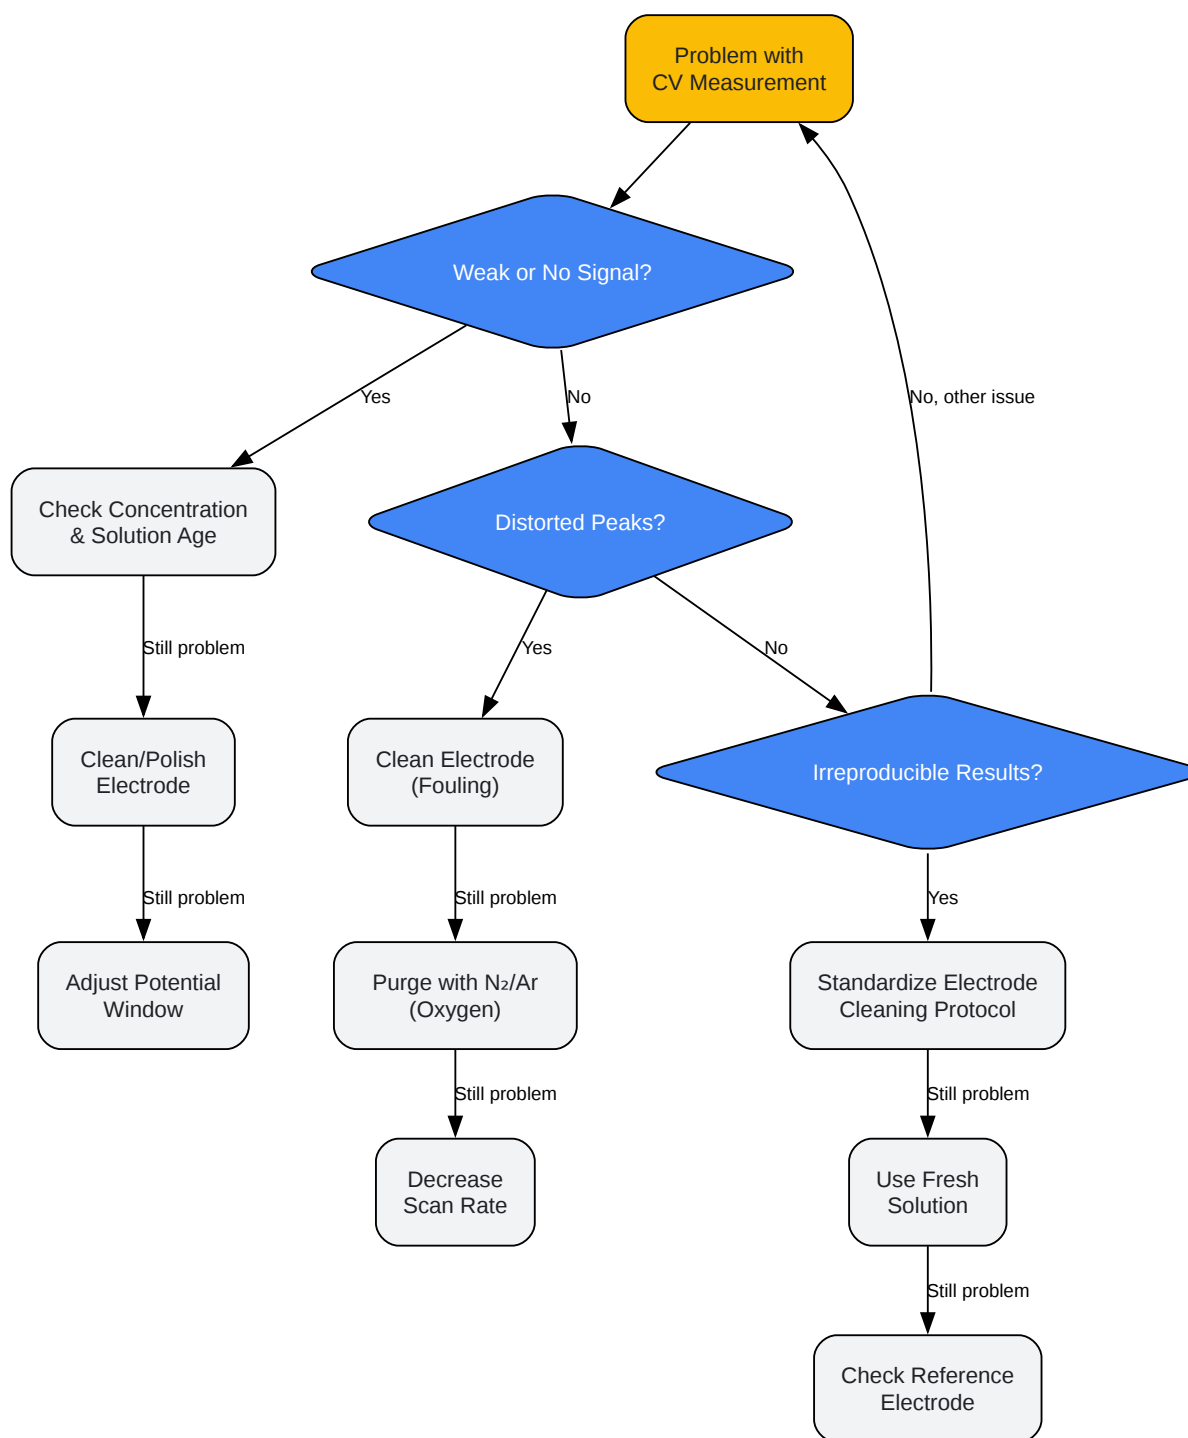 Problem with
CV Measurement
Weak or No Signal?
Yes
No
No, other issue
Check Concentration
& Solution Age
Distorted Peaks?
Still problem
Yes
No
Clean/Polish
Electrode
Clean Electrode
(Fouling)
Irreproducible Results?
Still problem
Still problem
Yes
Adjust Potential
Window
Purge with N₂/Ar
(Oxygen)
Standardize Electrode
Cleaning Protocol
Still problem
Still problem
Decrease
Scan Rate
Use Fresh
Solution
Still problem
Check Reference
Electrode